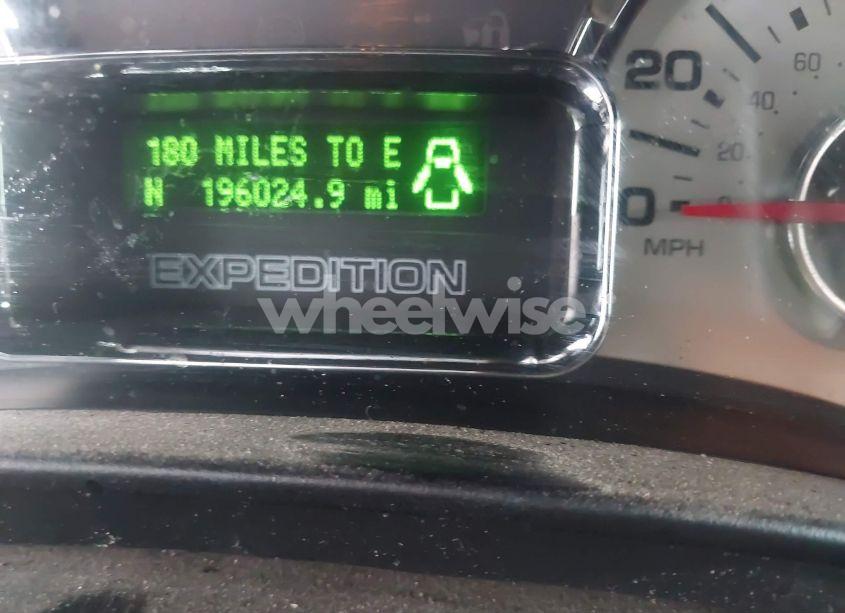 180 MILES TO E
N 196024.9 mi
EXPEDITION
wheelwise
20
0
MPH
60
40
20